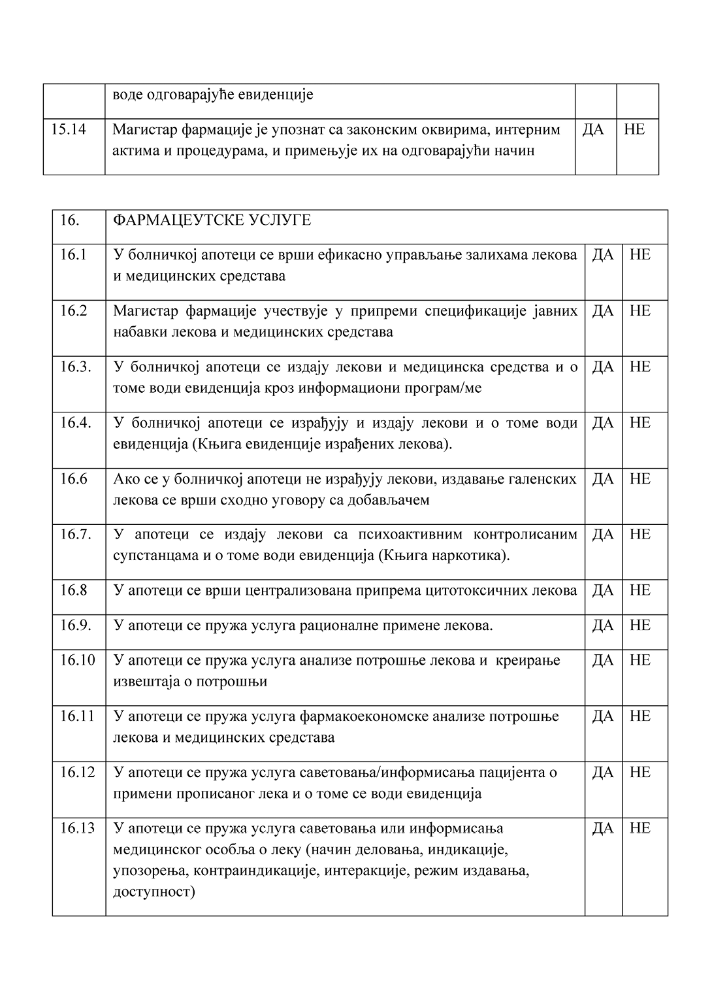 воде одговарајуће евиденције
15.14 Магистар фармације је упознат са законским оквирима, интерним ДА НЕ
актима и процедурама, и примењује их на одговарајући начин
16. ФАРМАЦЕУТСКЕ УСЛУГЕ
16.1 У болничкој апотеци се врши ефикасно управљање залихама лекова ДА НЕ
и медицинских средстава
16.2 Магистар фармације учествује у припреми спецификације јавних ДА НЕ
набавки лекова и медицинских средстава
16.3. У болничкој апотеци се издају лекови и медицинска средства и о ДА НЕ
томе води евиденција кроз информациони програм/ме
16.4. У болничкој апотеци се израђују и издају лекови и о томе води ДА НЕ
евиденција (Књига евиденције израђених лекова).
16.6 Ако се у болничкој апотеци не израђују лекови, издавање галенских ДА НЕ
лекова се врши сходно уговору са добављачем
16.7. У апотеци се издају лекови са психоактивним контролисаним ДА НЕ
супстанцама и о томе води евиденција (Књига наркотика).
16.8 У апотеци се врши централизована припрема цитотоксичних лекова ДА НЕ
16.9. У апотеци се пружа услуга рационалне примене лекова. ДА НЕ
16.10 У апотеци се пружа услуга анализе потрошње лекова и  креирање ДА НЕ
извештаја о потрошњи
16.11 У апотеци се пружа услуга фармакоекономске анализе потрошње ДА НЕ
лекова и медицинских средстава
16.12 У апотеци се пружа услуга саветовања/информисања пацијента о ДА НЕ
примени прописаног лека и о томе се води евиденција
16.13 У апотеци се пружа услуга саветовања или информисања ДА НЕ
медицинског особља о леку (начин деловања, индикације,
упозорења, контраиндикације, интеракције, режим издавања,
доступност)